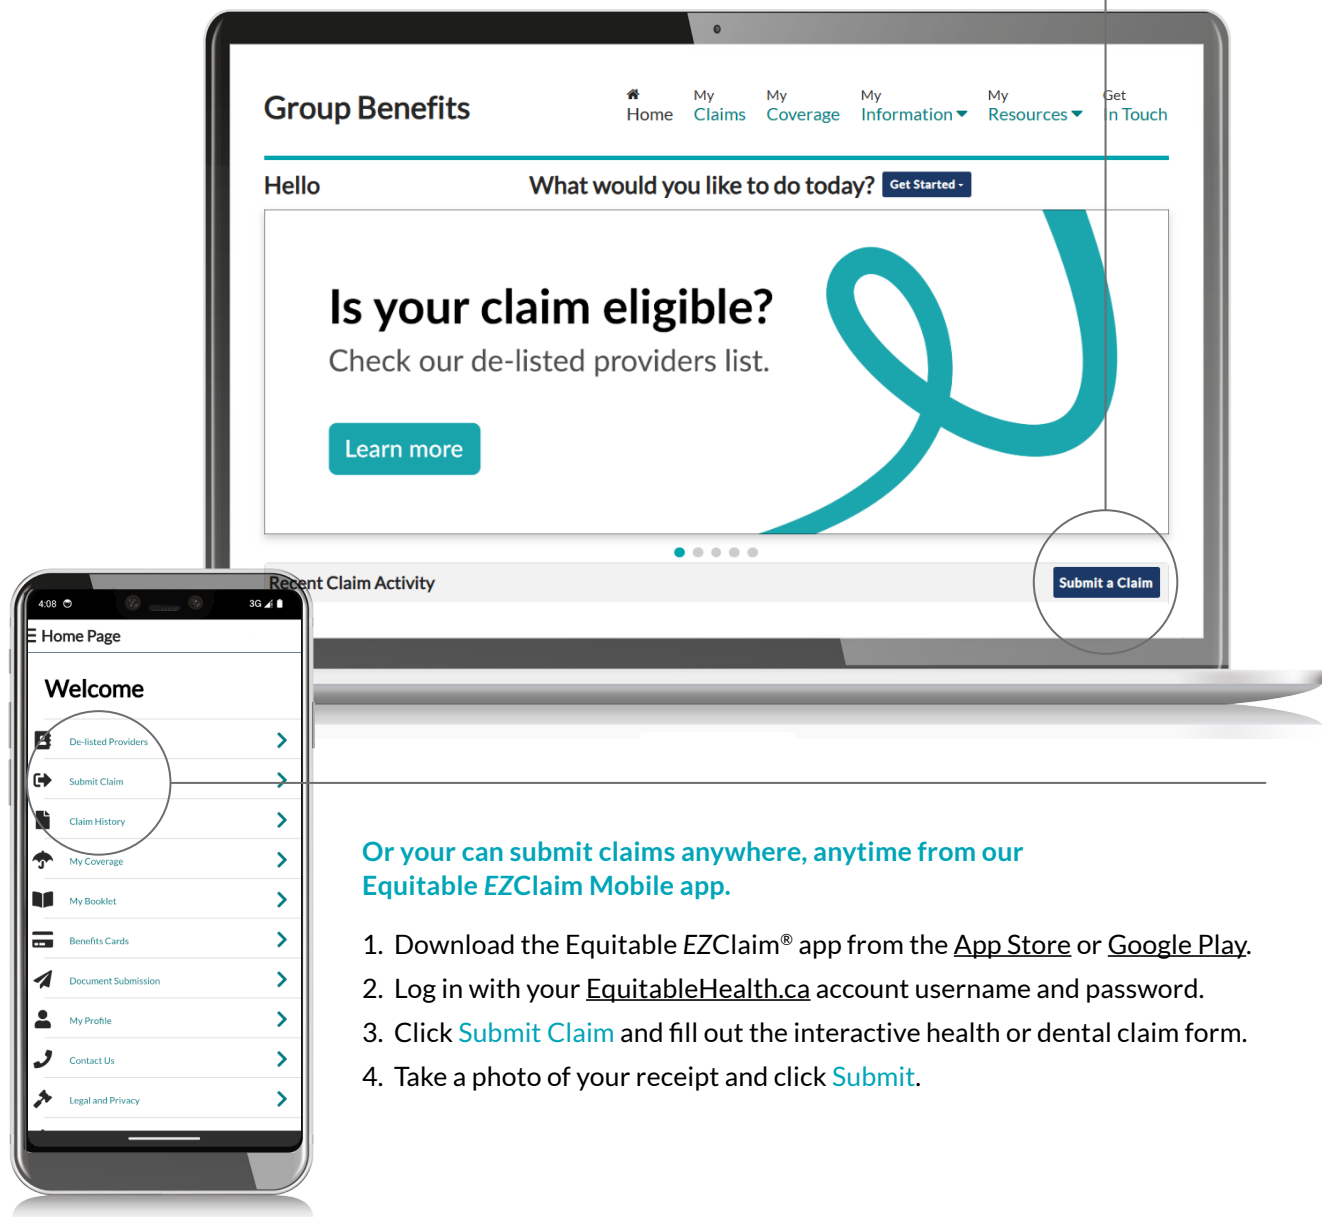 Group Benefits
Home
My Claims
My Coverage
My Information
My Resources
Get In Touch
Hello
What would you like to do today? Get Started
Is your claim eligible?
Check our de-listed providers list.
Learn more
Recent Claim Activity
Submit a Claim
4:08
3G
Home Page
Welcome
De-listed Providers
Submit Claim
Claim History
My Coverage
My Booklet
Benefits Cards
Document Submission
My Profile
Contact Us
Legal and Privacy
Or your can submit claims anywhere, anytime from our
Equitable EZClaim Mobile app.
1. Download the Equitable EZClaim® app from the App Store or Google Play.
2. Log in with your EquitableHealth.ca account username and password.
3. Click Submit Claim and fill out the interactive health or dental claim form.
4. Take a photo of your receipt and click Submit.